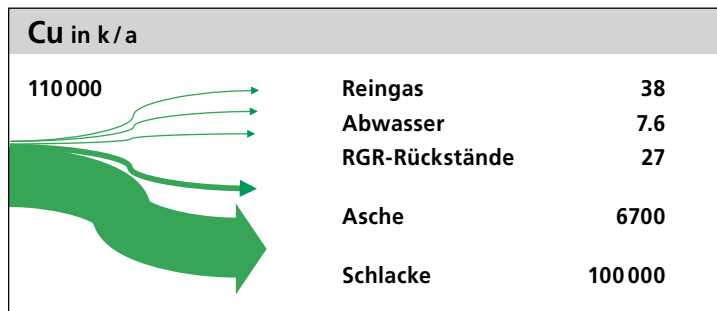 Cu in k/a
110 000
Reingas 38
Abwasser 7.6
RGR-Rückstände 27
Asche 6700
Schlacke 100 000